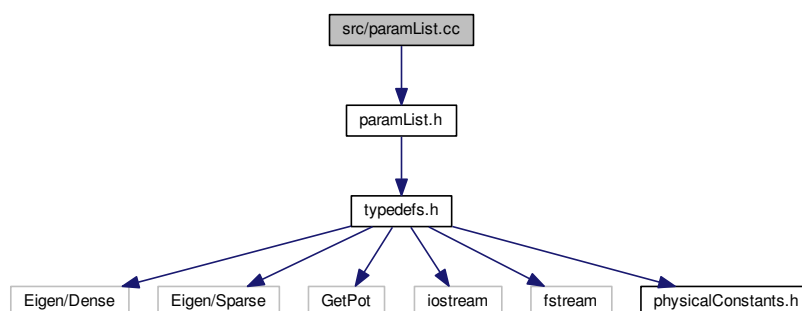 src/paramList.cc
paramList.h
typedefs.h
Eigen/Dense
Eigen/Sparse
GetPot
iostream
fstream
physicalConstants.h